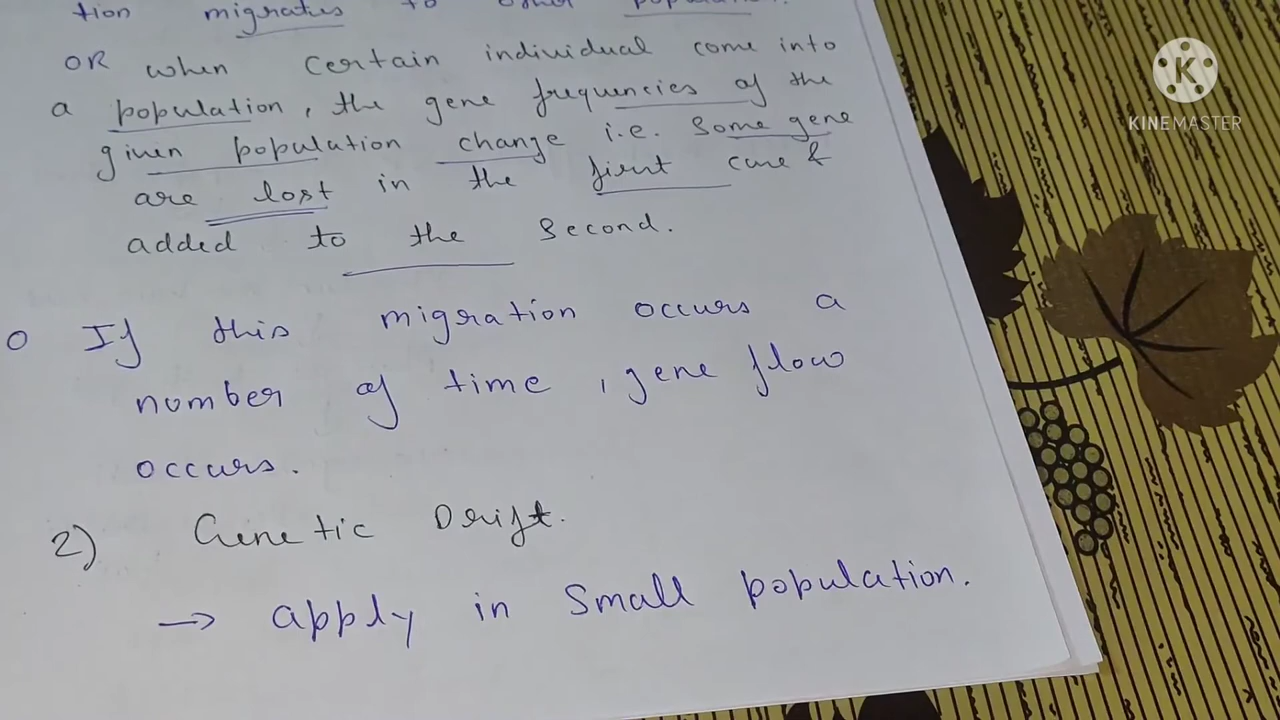 tion migrates to other population.
OR when certain individual come into
a population, the gene frequencies of the
given population change i.e. Some gene
are lost in the first case &
added to the second.
o If this migration occurs a
number of time, gene flow
occurs.
2) Genetic Drift.
→ apply in Small population.
K
KINEMASTER